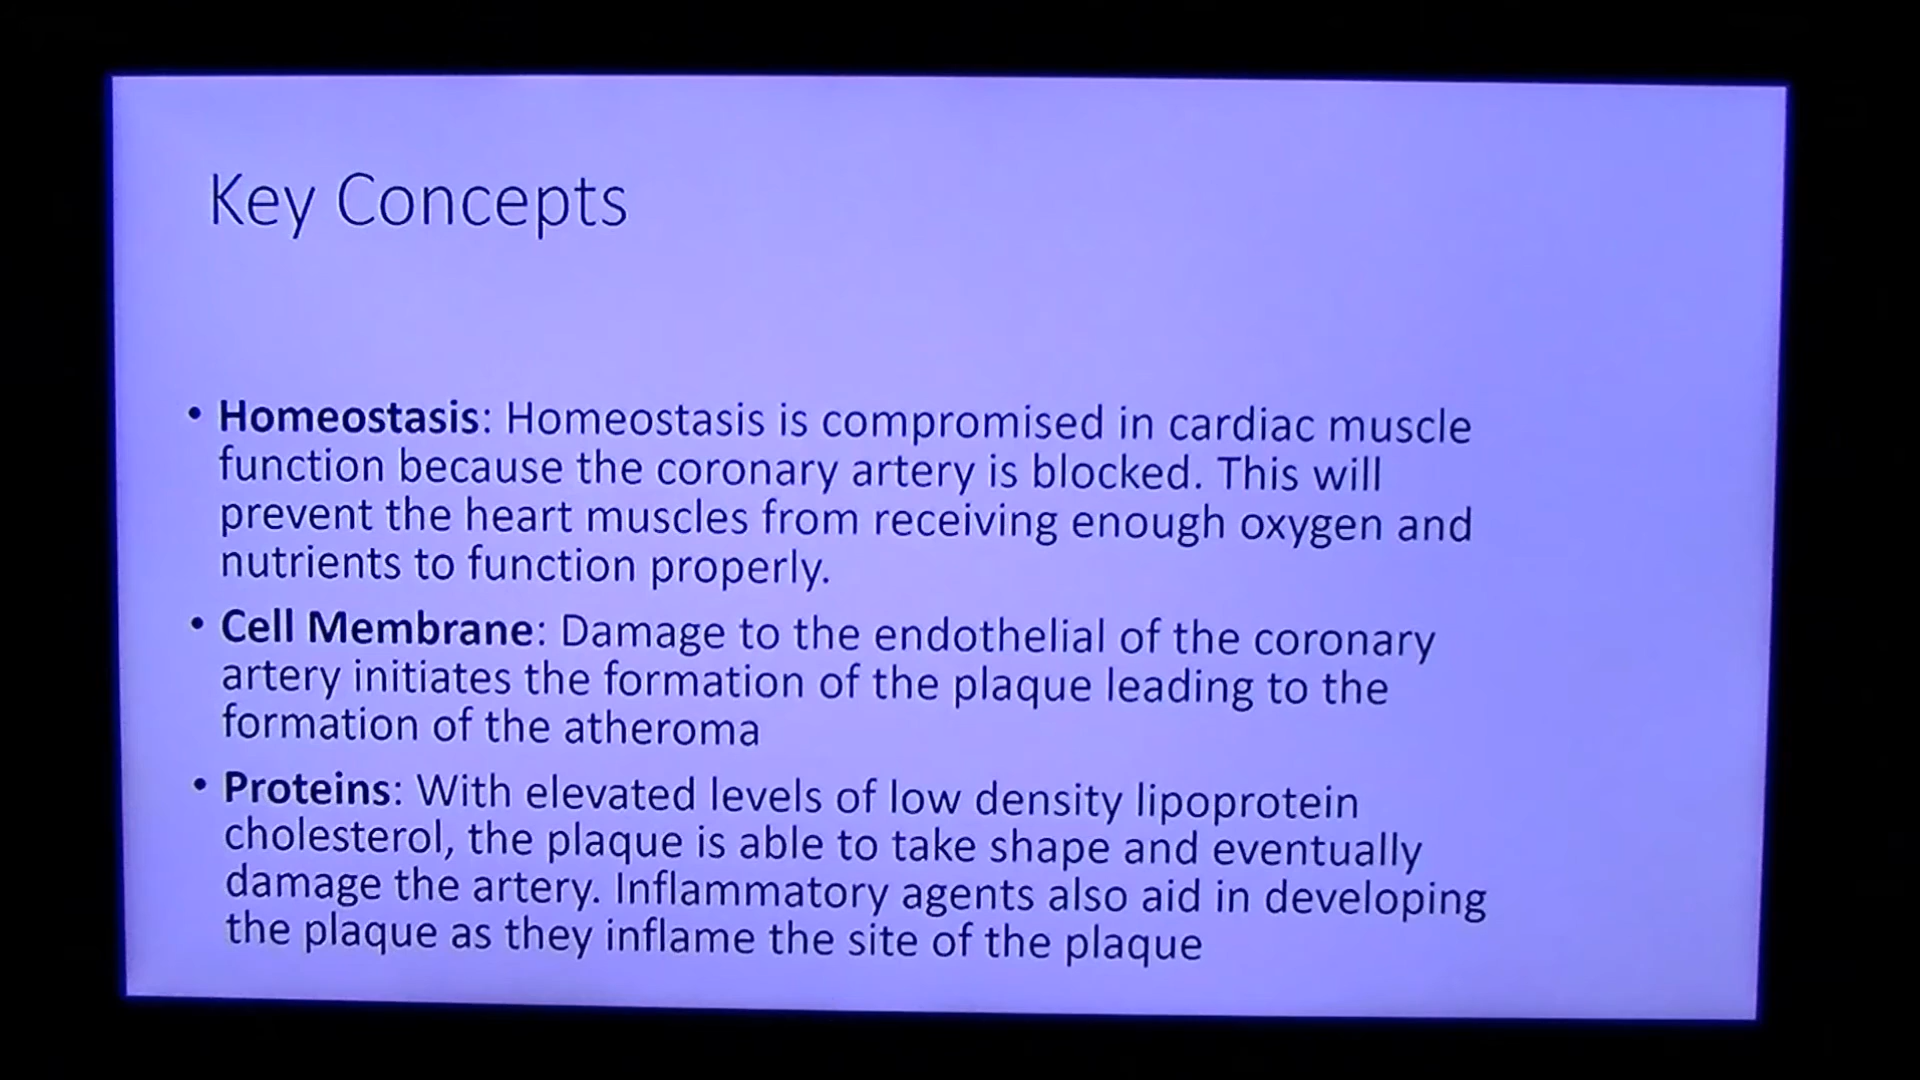 Key Concepts
• Homeostasis: Homeostasis is compromised in cardiac muscle
function because the coronary artery is blocked. This will
prevent the heart muscles from receiving enough oxygen and
nutrients to function properly.
• Cell Membrane: Damage to the endothelial of the coronary
artery initiates the formation of the plaque leading to the
formation of the atheroma
• Proteins: With elevated levels of low density lipoprotein
cholesterol, the plaque is able to take shape and eventually
damage the artery. Inflammatory agents also aid in developing
the plaque as they inflame the site of the plaque